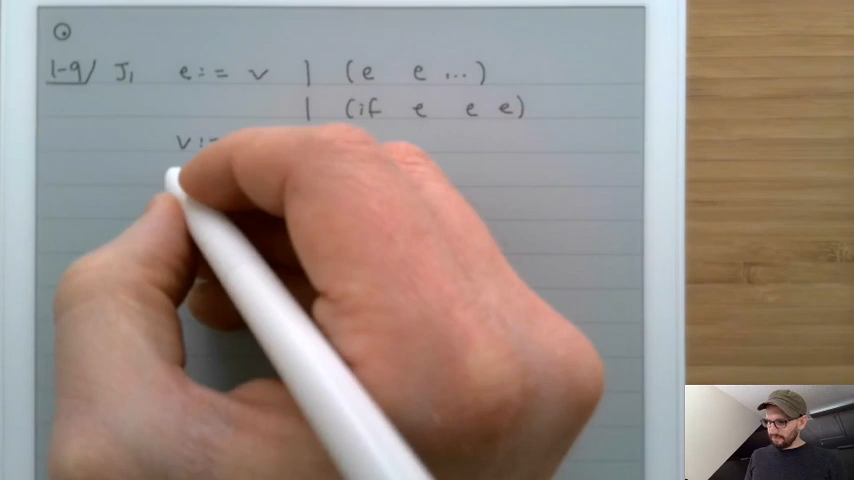 1-9/ J₁ e::= v | (e e ...)
| (if e e e)
v::=